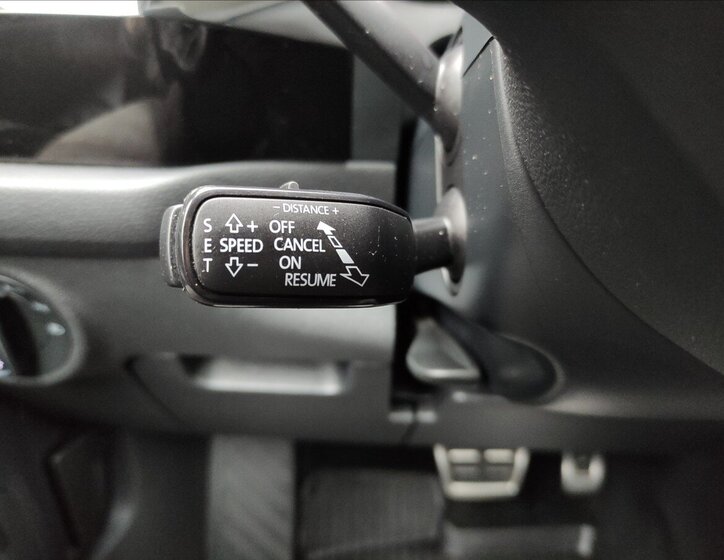 − DISTANCE +
S + OFF
E SPEED CANCEL
T − ON
RESUME